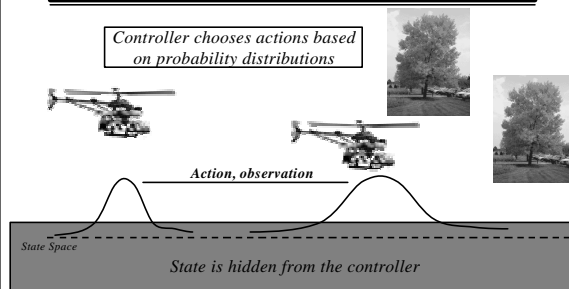 Controller chooses actions based
on probability distributions
Action, observation
State Space
State is hidden from the controller